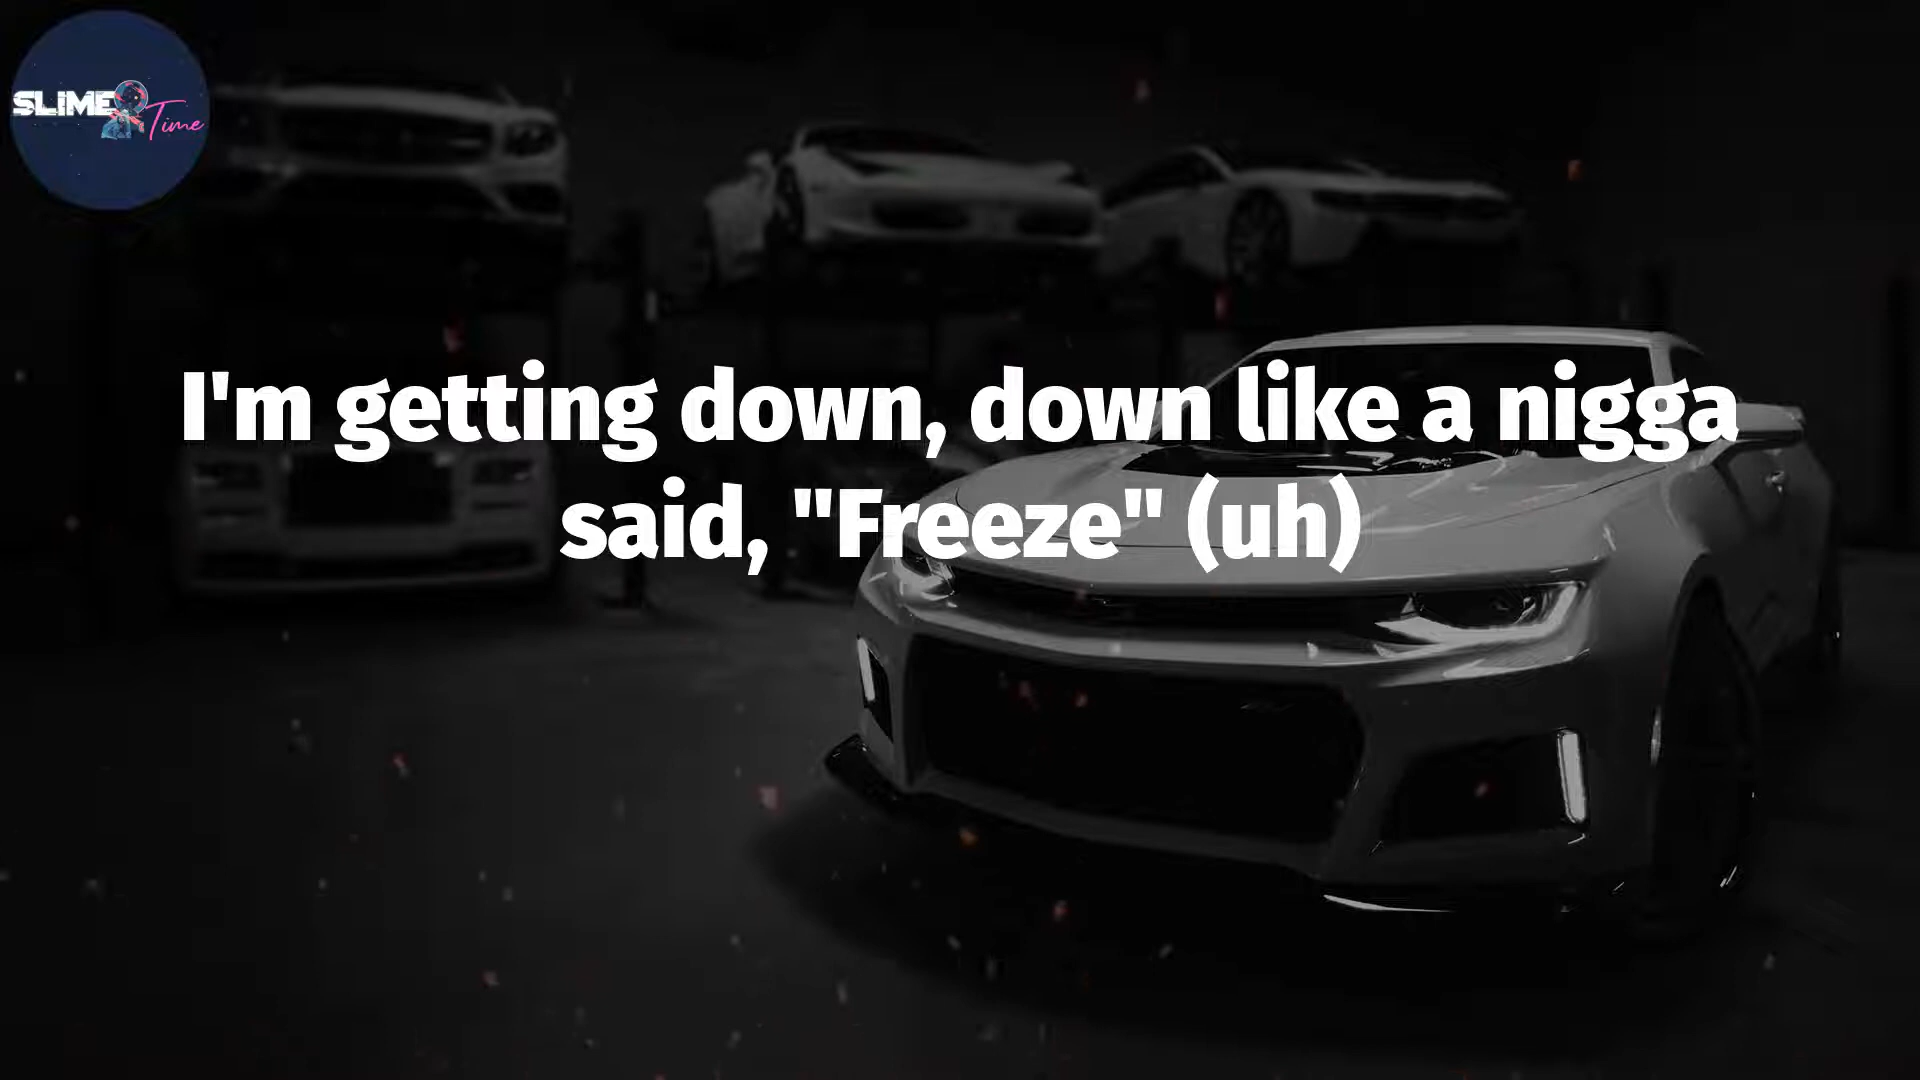 SLIME
Time
I'm getting down, down like a nigga
said, "Freeze" (uh)